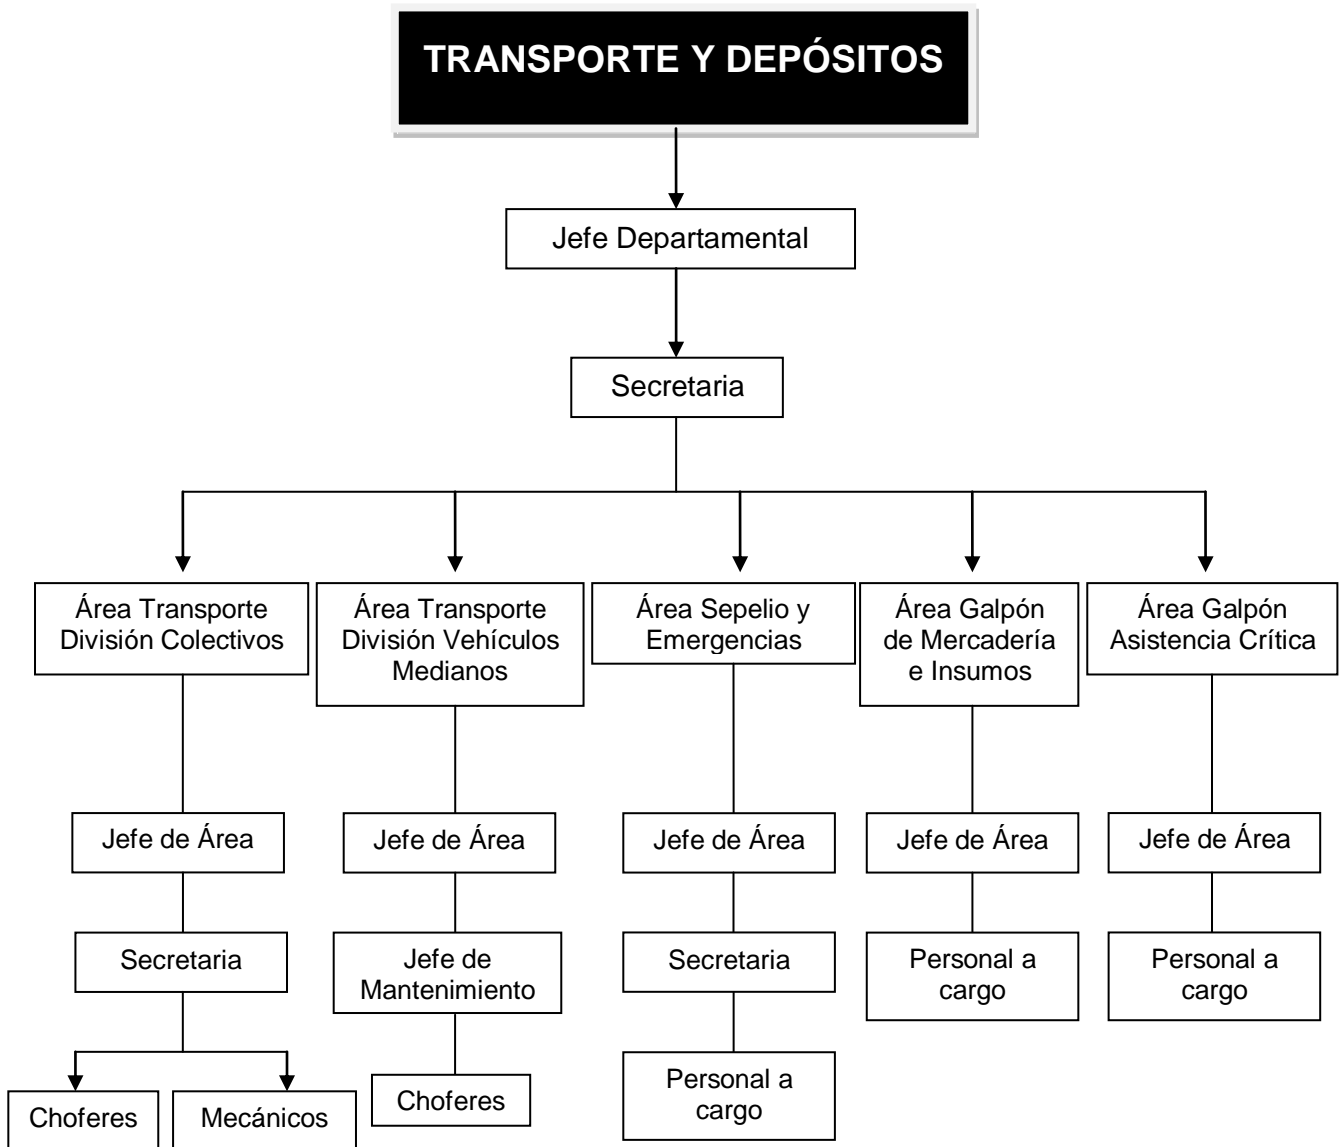 TRANSPORTE Y DEPÓSITOS
Jefe Departamental
Secretaria
Área Transporte
División Colectivos
Área Transporte
División Vehículos
Medianos
Área Sepelio y
Emergencias
Área Galpón
de Mercadería
e Insumos
Área Galpón
Asistencia Crítica
Jefe de Área
Jefe de Área
Jefe de Área
Jefe de Área
Jefe de Área
Secretaria
Jefe de
Mantenimiento
Secretaria
Personal a
cargo
Personal a
cargo
Choferes
Mecánicos
Choferes
Personal a
cargo